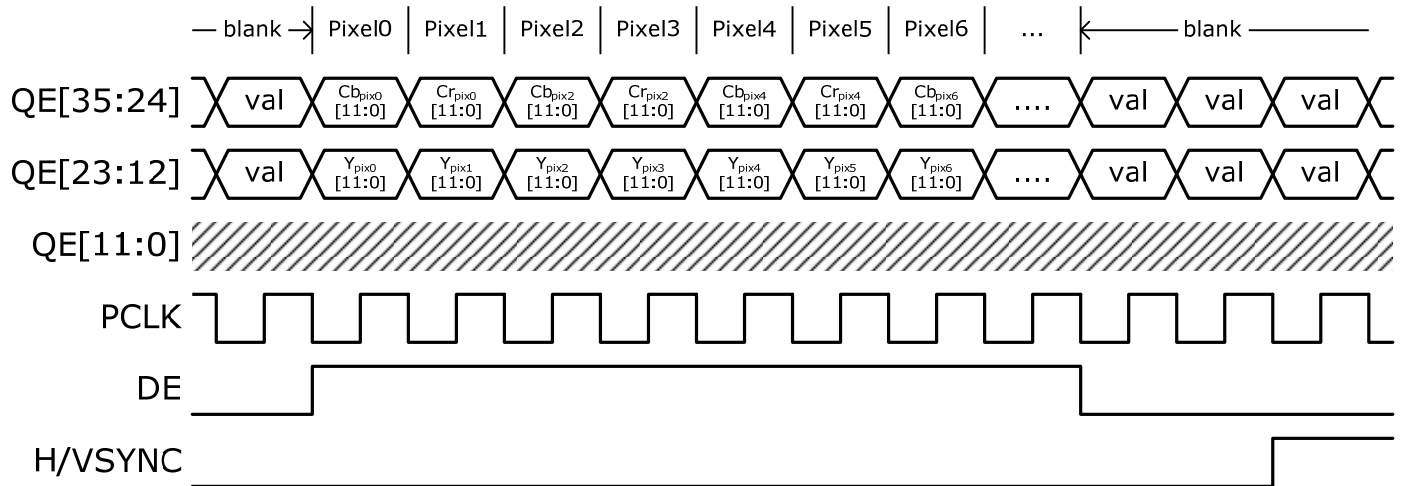 blank Pixel0 Pixel1 Pixel2 Pixel3 Pixel4 Pixel5 Pixel6 ... blank
QE[35:24] val Cbpix0 [11:0] Crpix0 [11:0] Cbpix2 [11:0] Crpix2 [11:0] Cbpix4 [11:0] Crpix4 [11:0] Cbpix6 [11:0] .... val val val
QE[23:12] val Ypix0 [11:0] Ypix1 [11:0] Ypix2 [11:0] Ypix3 [11:0] Ypix4 [11:0] Ypix5 [11:0] Ypix6 [11:0] .... val val val
QE[11:0]
PCLK
DE
H/VSYNC